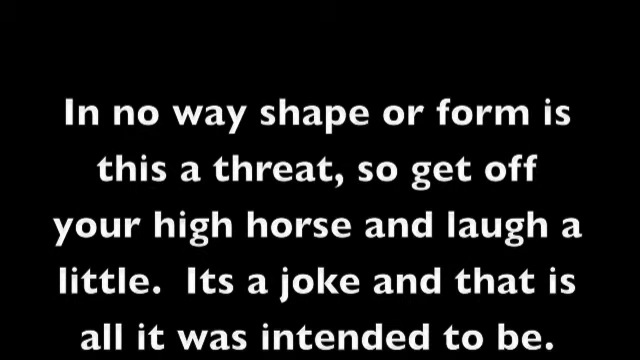 In no way shape or form is
this a threat, so get off
your high horse and laugh a
little.  Its a joke and that is
all it was intended to be.